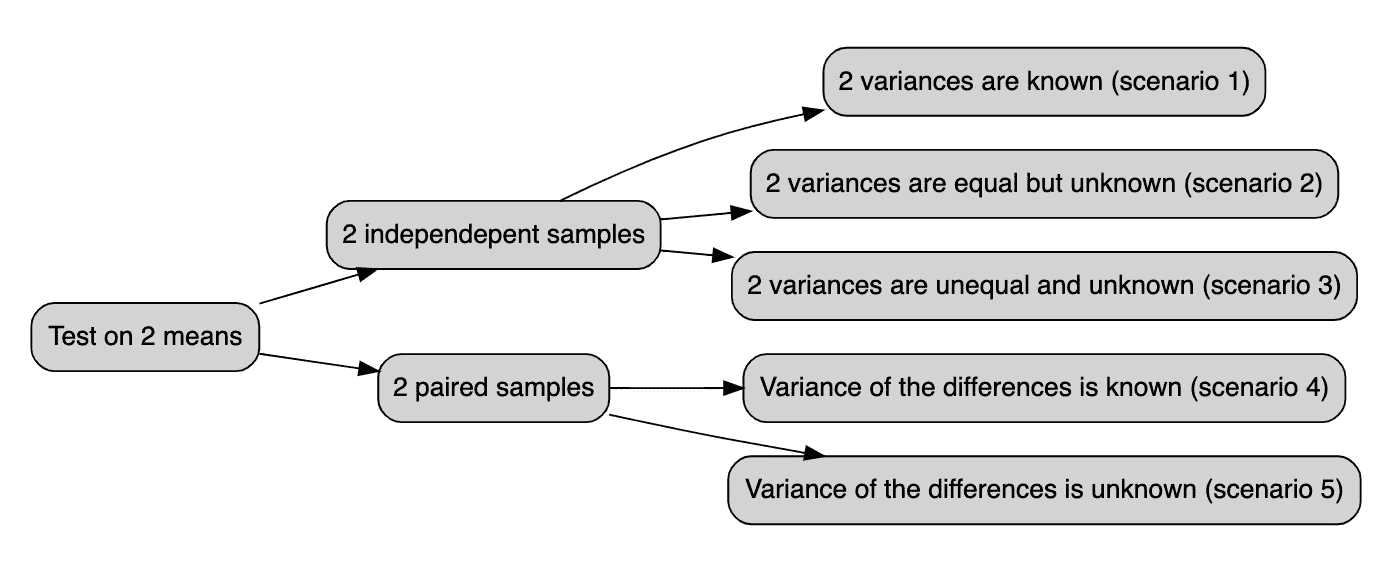 Test on 2 means
2 independepent samples
2 paired samples
2 variances are known (scenario 1)
2 variances are equal but unknown (scenario 2)
2 variances are unequal and unknown (scenario 3)
Variance of the differences is known (scenario 4)
Variance of the differences is unknown (scenario 5)